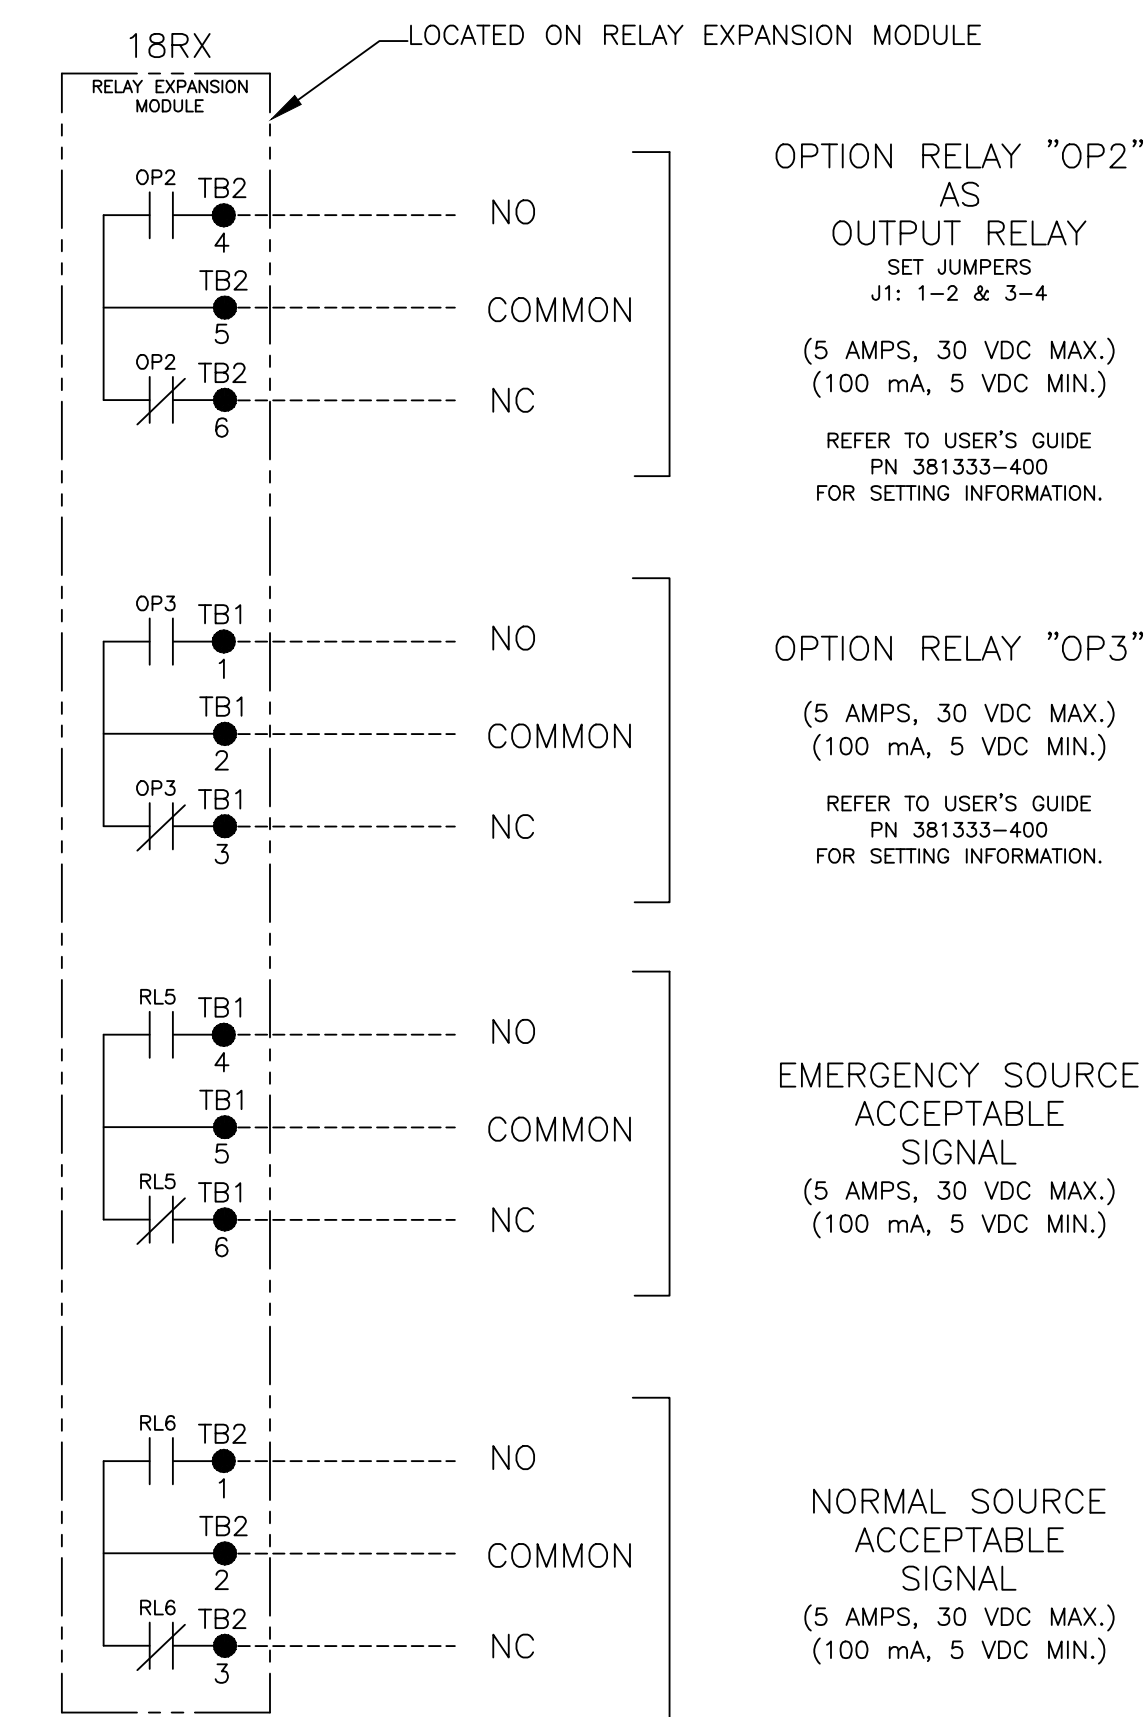 18RX
LOCATED ON RELAY EXPANSION MODULE
RELAY EXPANSION
MODULE
OP2 TB2
4
NO
TB2
5
COMMON
OP2 TB2
6
NC
OPTION RELAY ”OP2”
AS
OUTPUT RELAY
SET JUMPERS
J1: 1-2 & 3-4
(5 AMPS, 30 VDC MAX.)
(100 mA, 5 VDC MIN.)
REFER TO USER'S GUIDE
PN 381333-400
FOR SETTING INFORMATION.
OP3 TB1
1
NO
TB1
2
COMMON
OP3 TB1
3
NC
OPTION RELAY ”OP3”
(5 AMPS, 30 VDC MAX.)
(100 mA, 5 VDC MIN.)
REFER TO USER'S GUIDE
PN 381333-400
FOR SETTING INFORMATION.
RL5 TB1
4
NO
TB1
5
COMMON
RL5 TB1
6
NC
EMERGENCY SOURCE
ACCEPTABLE
SIGNAL
(5 AMPS, 30 VDC MAX.)
(100 mA, 5 VDC MIN.)
RL6 TB2
1
NO
TB2
2
COMMON
RL6 TB2
3
NC
NORMAL SOURCE
ACCEPTABLE
SIGNAL
(5 AMPS, 30 VDC MAX.)
(100 mA, 5 VDC MIN.)